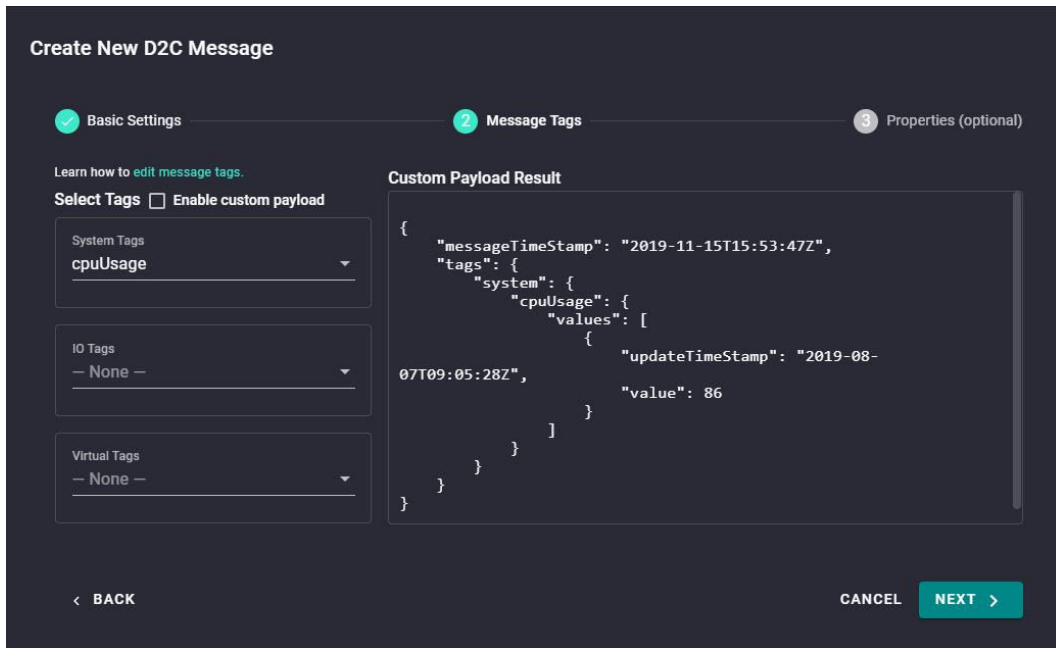 Create New D2C Message
Basic Settings
2 Message Tags
3 Properties (optional)
Learn how to edit message tags.
Select Tags Enable custom payload
System Tags
cpuUsage
IO Tags
— None —
Virtual Tags
— None —
Custom Payload Result
{
"messageTimeStamp": "2019-11-15T15:53:47Z",
"tags": {
"system": {
"cpuUsage": {
"values": [
{
"updateTimeStamp": "2019-08-
07T09:05:28Z",
"value": 86
}
]
}
}
}
}
BACK
CANCEL
NEXT